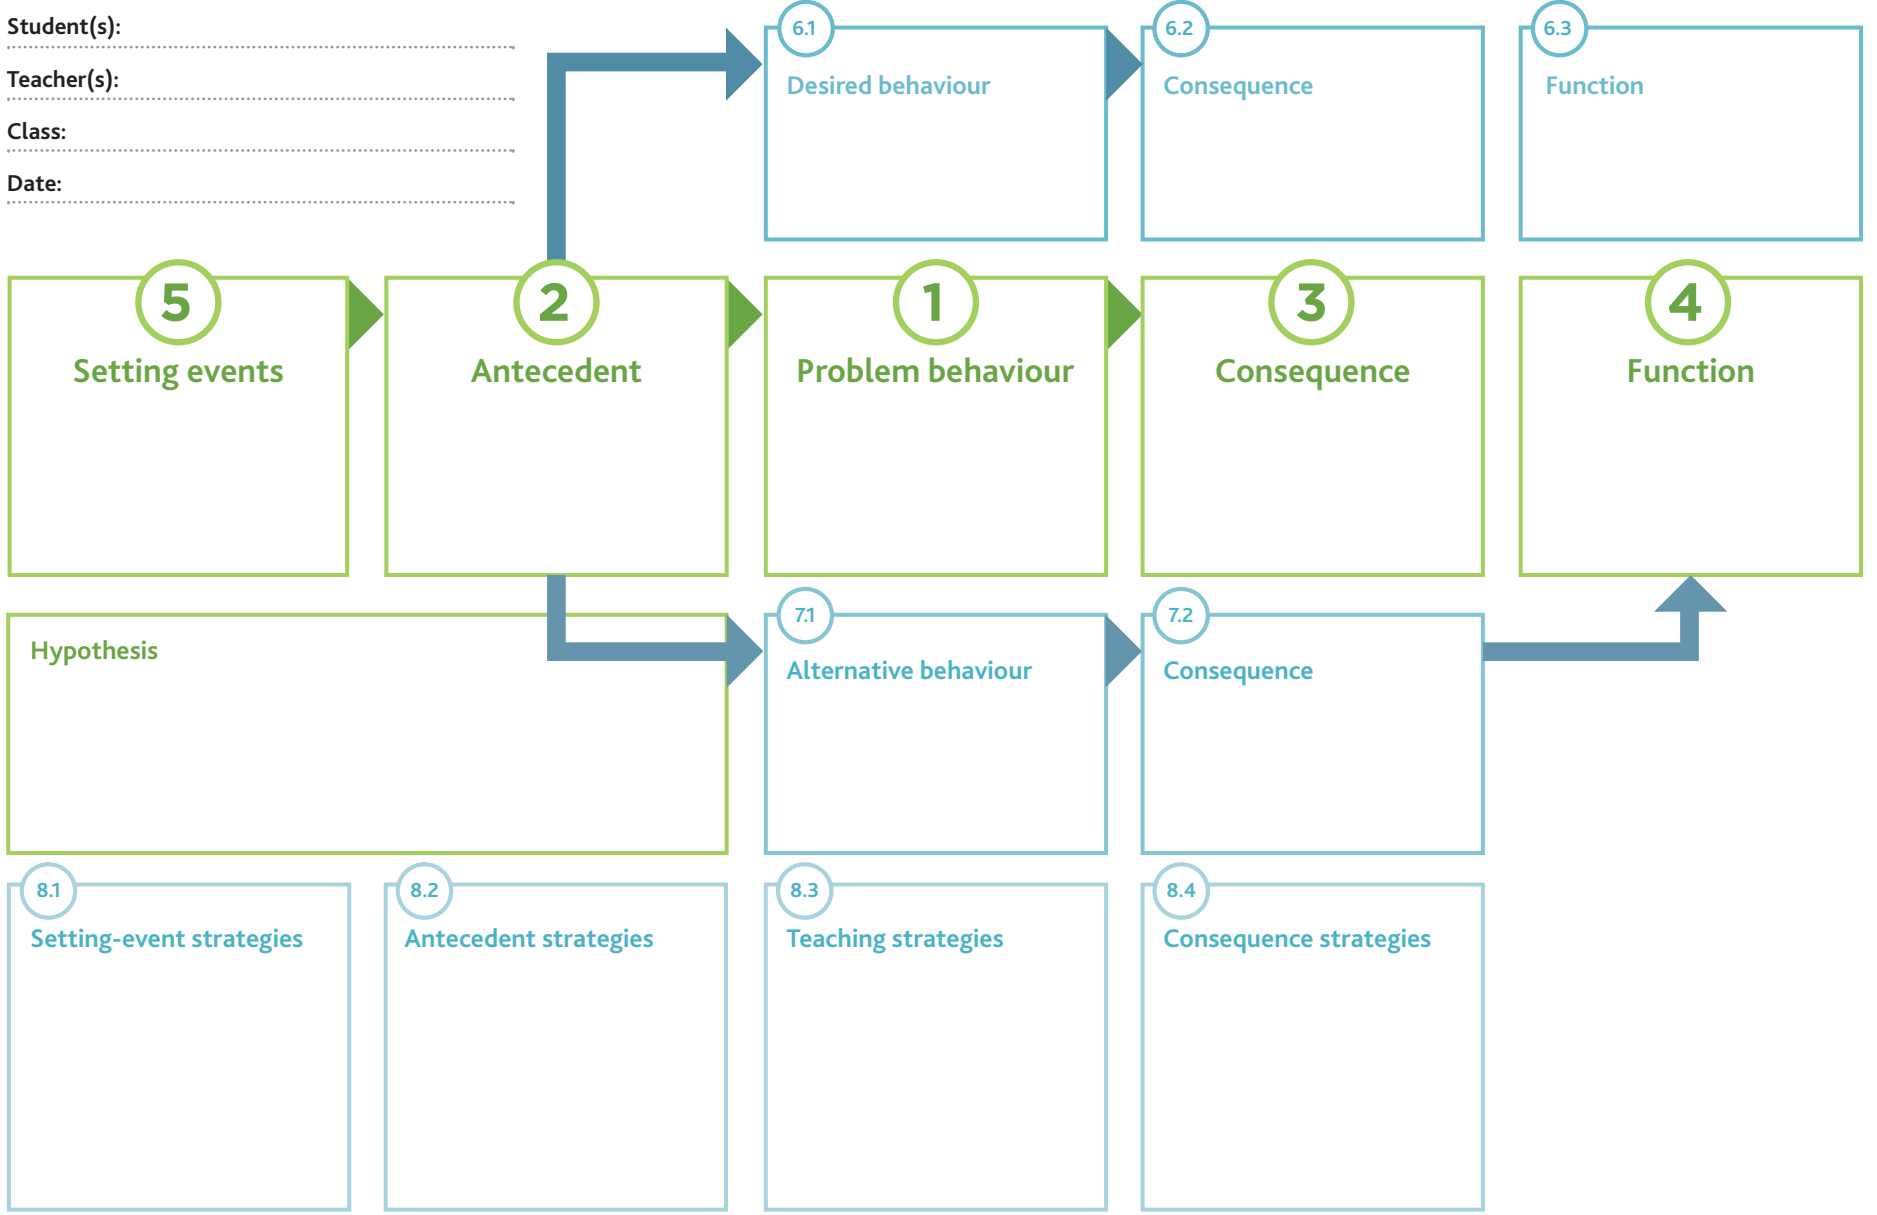 Student(s):
Teacher(s):
Class:
Date:
6.1
Desired behaviour
6.2
Consequence
6.3
Function
5
Setting events
2
Antecedent
1
Problem behaviour
3
Consequence
4
Function
Hypothesis
7.1
Alternative behaviour
7.2
Consequence
8.1
Setting-event strategies
8.2
Antecedent strategies
8.3
Teaching strategies
8.4
Consequence strategies